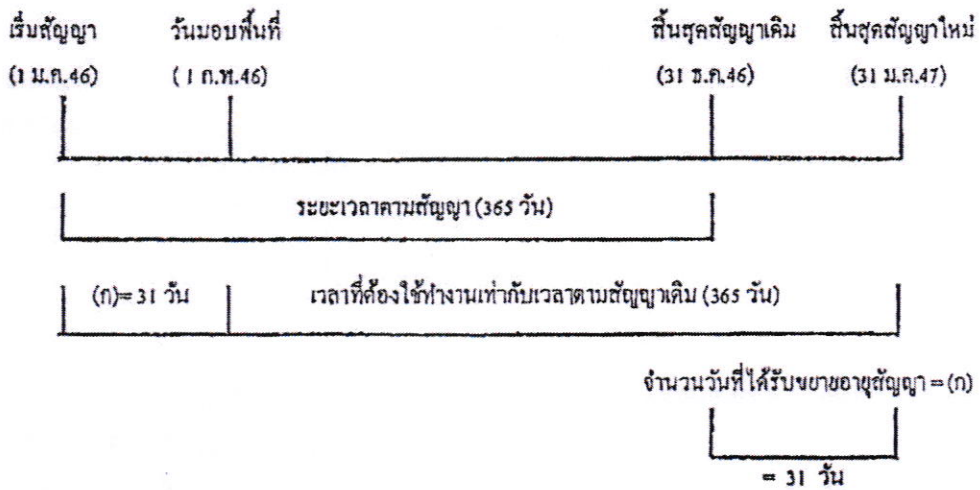 เริ่มสัญญา วันมอบพื้นที่ สิ้นสุดสัญญาเดิม สิ้นสุดสัญญาใหม่
(1 ม.ค.46) (1 ก.พ.46) (31 ธ.ค.46) (31 ม.ค.47)
ระยะเวลาตามสัญญา (365 วัน)
(ก)= 31 วัน เวลาที่ต้องใช้ทำงานเท่ากับเวลาตามสัญญาเดิม (365 วัน)
จำนวนวันที่ได้รับขยายอายุสัญญา = (ก)
= 31 วัน